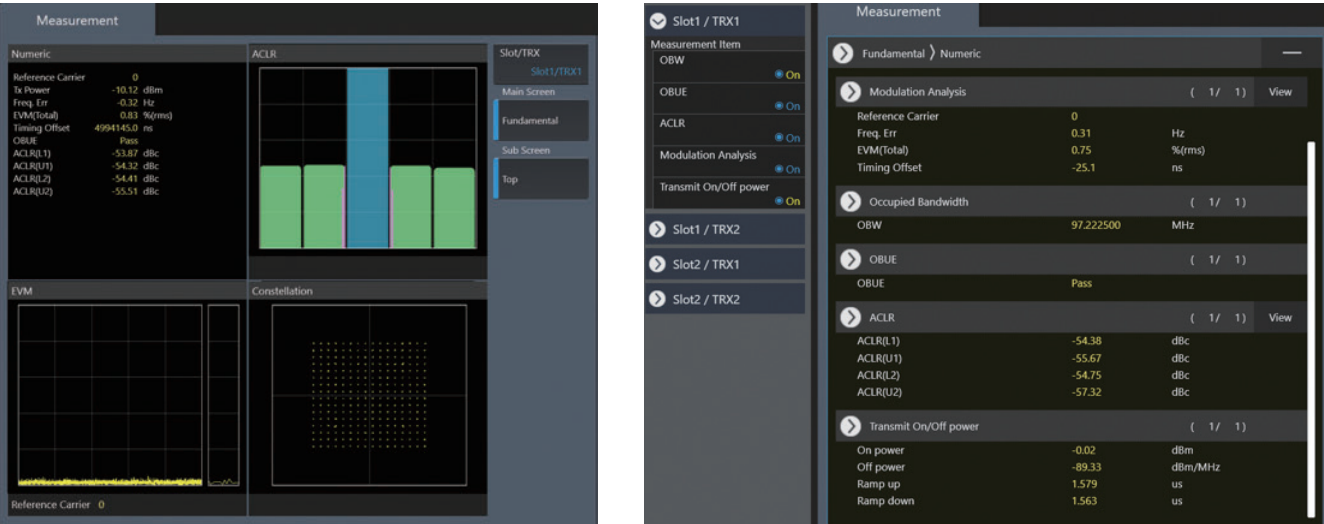 Measurement
Numeric
Reference Carrier 0
Tx Power -10.12 dBm
Freq. Err -0.32 Hz
EVM(Total) 0.83 %(rms)
Timing Offset 4994145.0 ns
OBUE Pass
ACLR(L1) -53.87 dBc
ACLR(U1) -54.32 dBc
ACLR(L2) -54.41 dBc
ACLR(U2) -55.51 dBc
ACLR
Slot/TRX
Slot1/TRX1
Main Screen
Fundamental
Sub Screen
Top
EVM
Reference Carrier 0
Constellation
Slot1 / TRX1
Measurement Item
OBW
On
OBUE
On
ACLR
On
Modulation Analysis
On
Transmit On/Off power
On
Slot1 / TRX2
Slot2 / TRX1
Slot2 / TRX2
Measurement
Fundamental 〉 Numeric
Modulation Analysis ( 1/ 1) View
Reference Carrier 0
Freq. Err 0.31 Hz
EVM(Total) 0.75 %(rms)
Timing Offset -25.1 ns
Occupied Bandwidth ( 1/ 1)
OBW 97.222500 MHz
OBUE ( 1/ 1)
OBUE Pass
ACLR ( 1/ 1) View
ACLR(L1) -54.38 dBc
ACLR(U1) -55.67 dBc
ACLR(L2) -54.75 dBc
ACLR(U2) -57.32 dBc
Transmit On/Off power ( 1/ 1)
On power -0.02 dBm
Off power -89.33 dBm/MHz
Ramp up 1.579 us
Ramp down 1.563 us